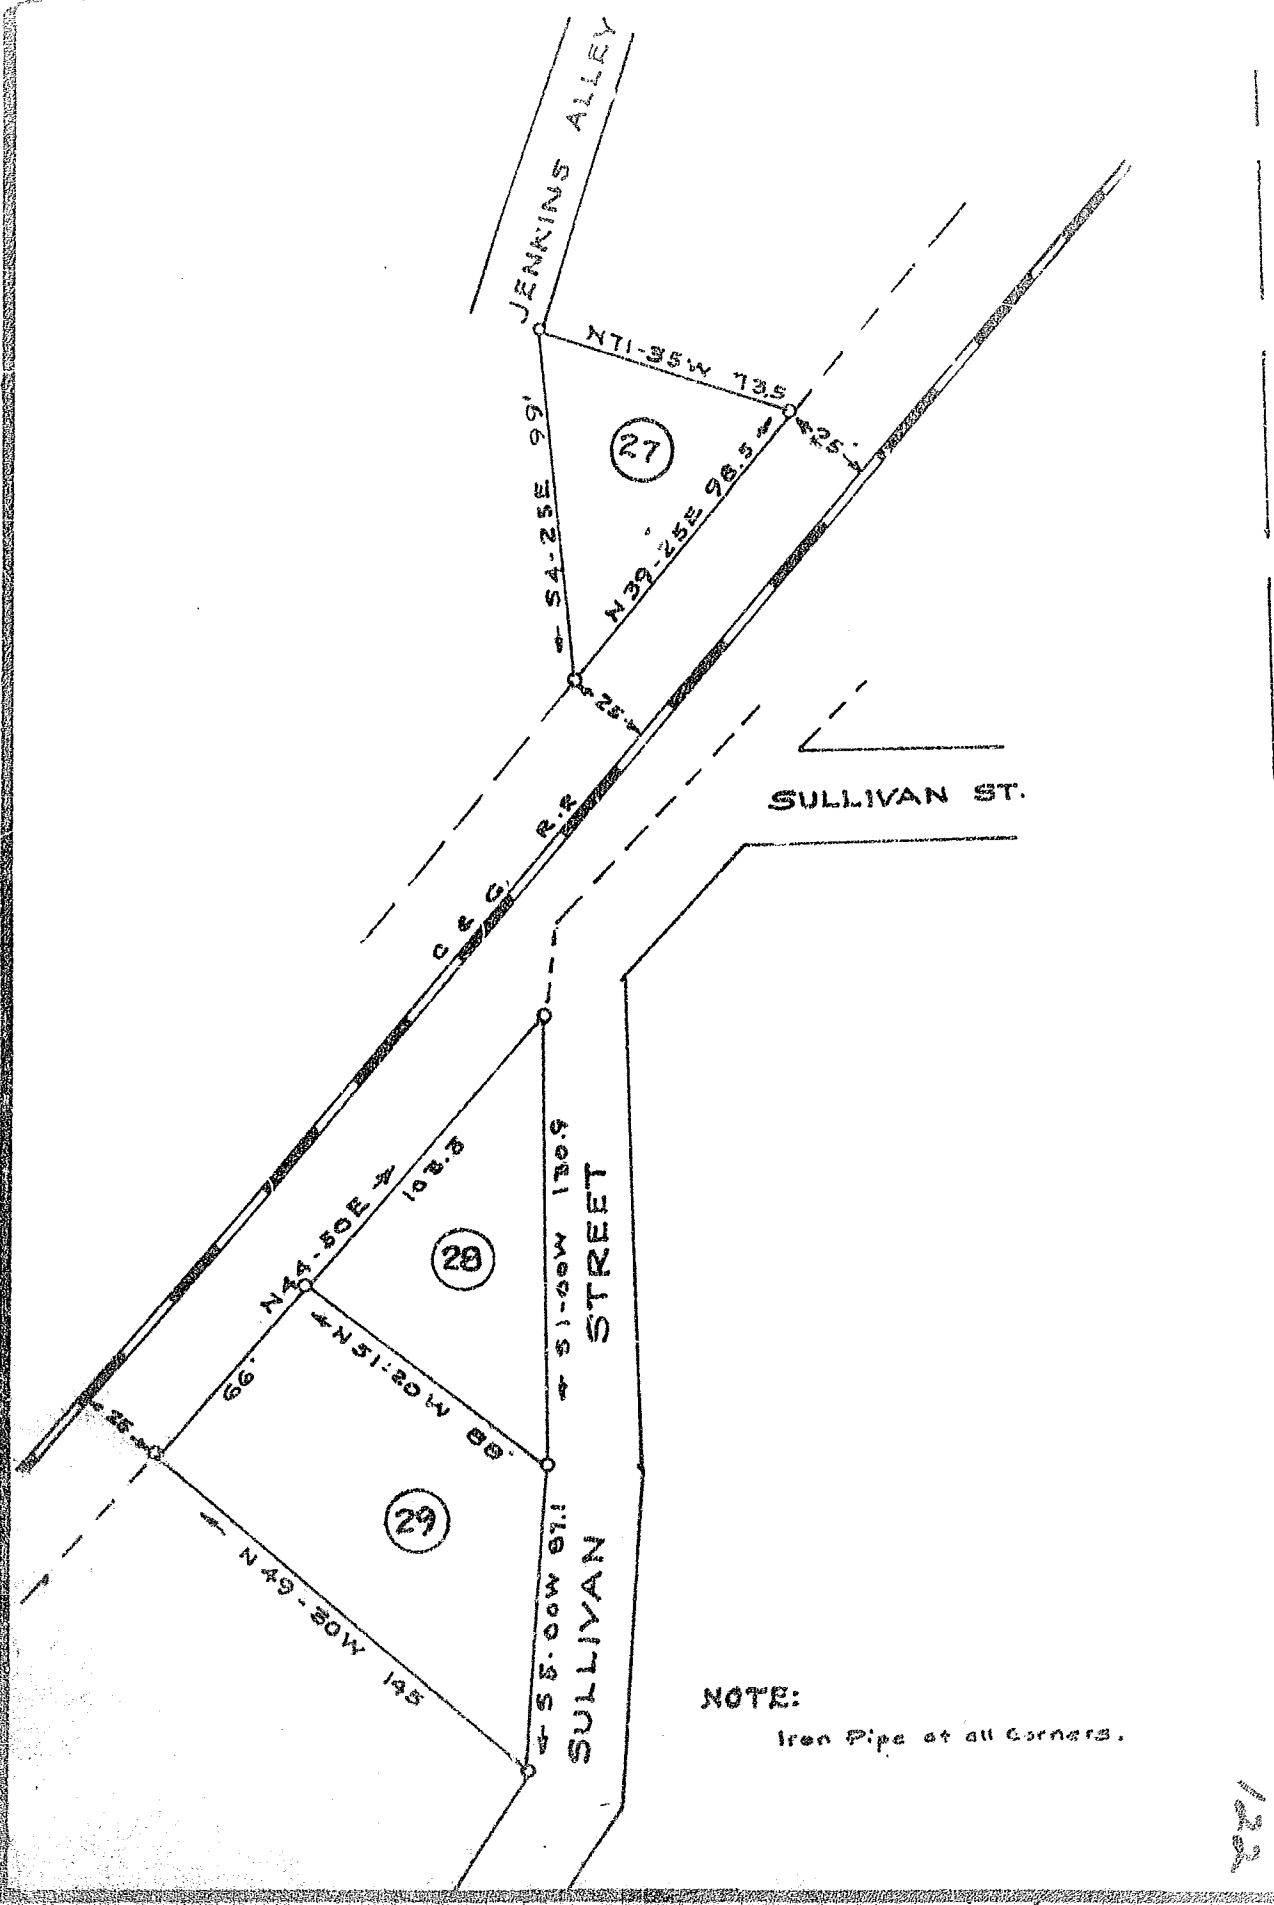 JENKINS ALLEY
N71-35W 73.5
S4-25E 99'
27
N39-25E 98.5
25'
25'
SULLIVAN ST.
C & G R.R
N44-50E
108.3
28
S1-00W 130.9
STREET
N51-20W 88'
66'
25
29
S5-00W 87.1
SULLIVAN
N49-30W 145
NOTE:
Iron Pipe at all Corners.
122